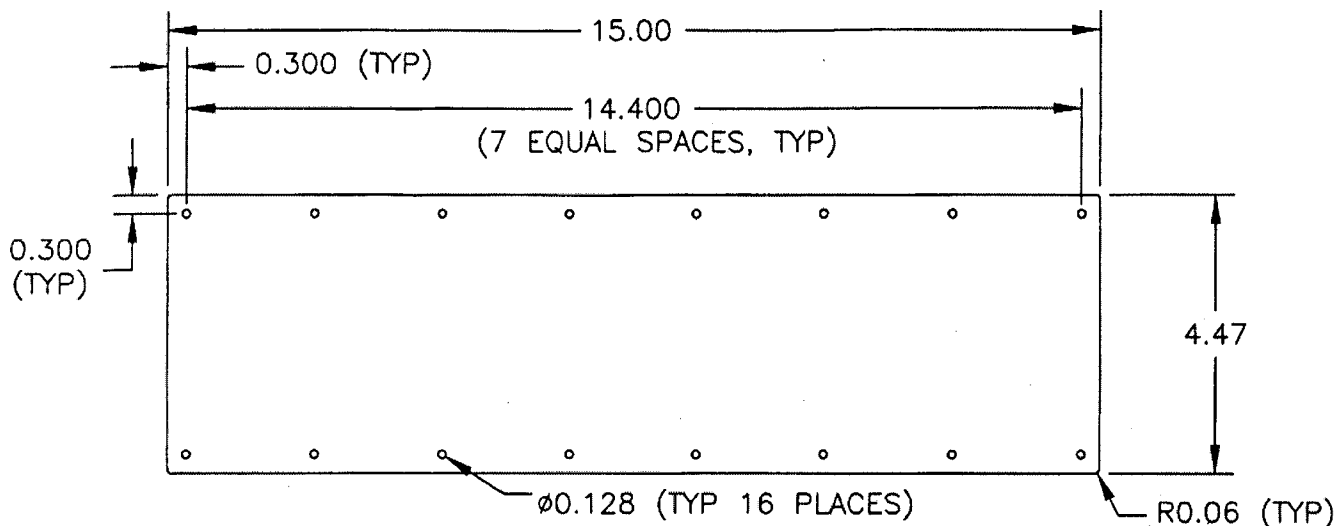 15.00
0.300 (TYP)
14.400
(7 EQUAL SPACES, TYP)
0.300
(TYP)
4.47
⌀0.128 (TYP 16 PLACES)
R0.06 (TYP)